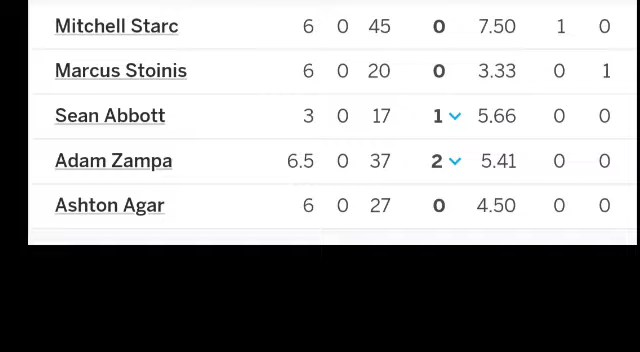 Mitchell Starc 6 0 45 0 7.50 1 0
Marcus Stoinis 6 0 20 0 3.33 0 1
Sean Abbott 3 0 17 1 5.66 0 0
Adam Zampa 6.5 0 37 2 5.41 0 0
Ashton Agar 6 0 27 0 4.50 0 0